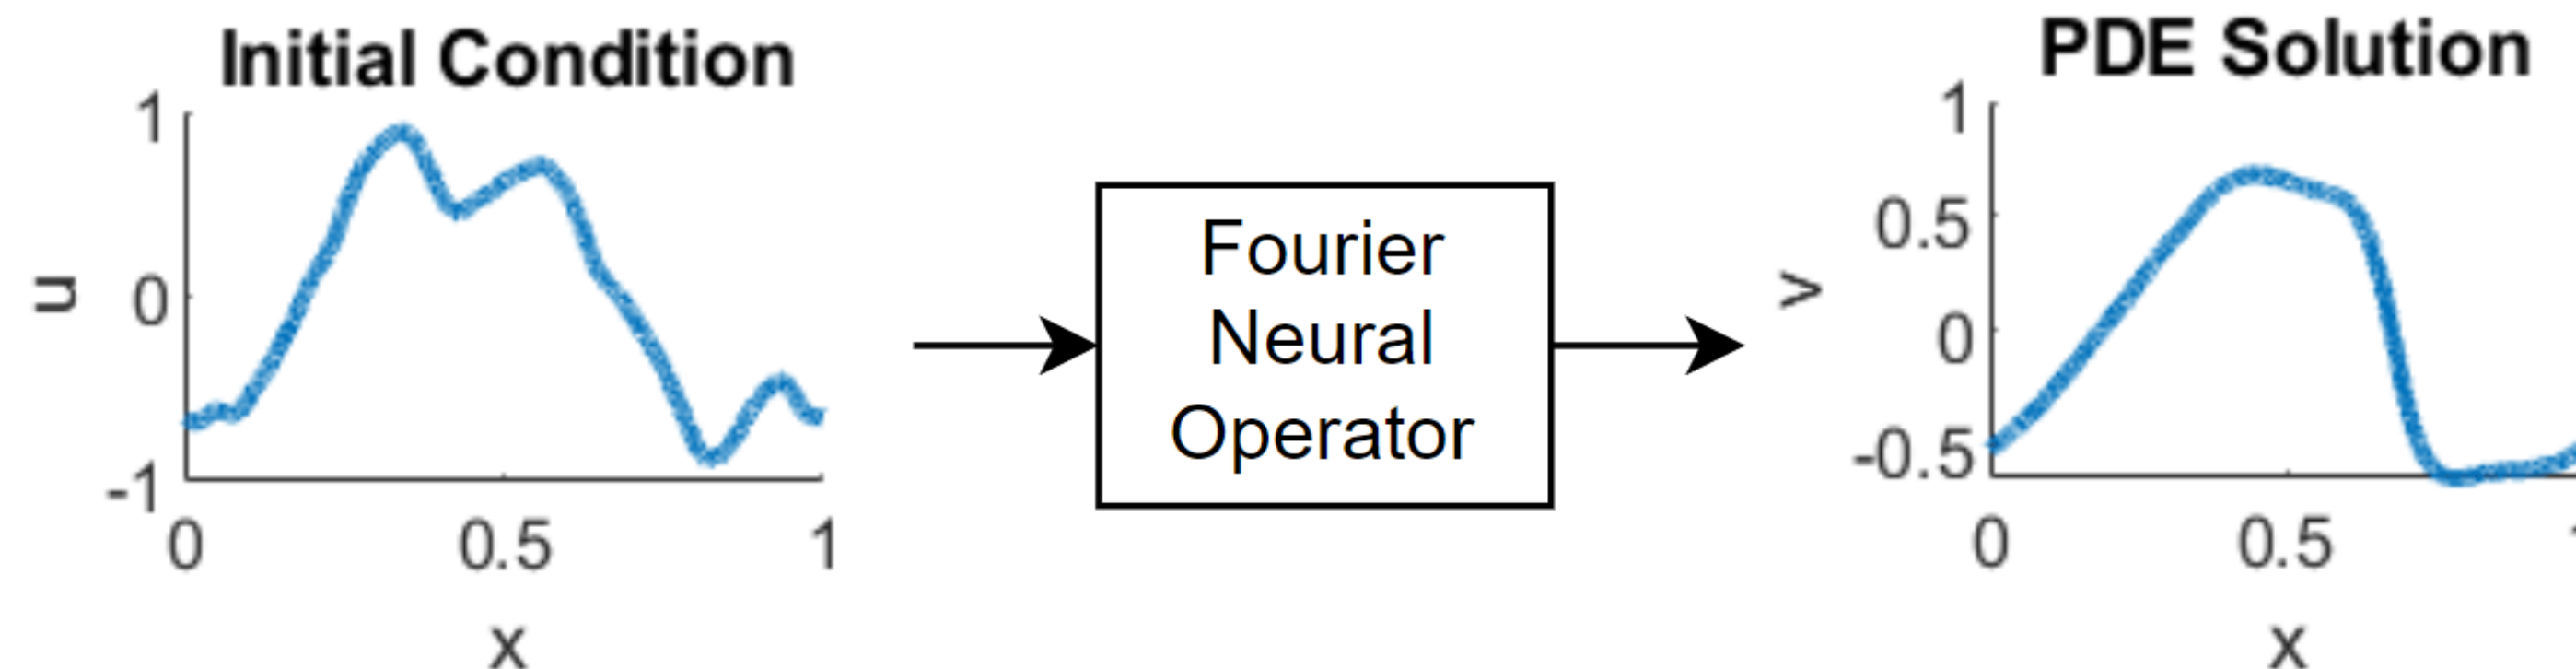 Initial Condition
1
0
-1
u
0 0.5 1
x
Fourier
Neural
Operator
PDE Solution
1
0.5
0
-0.5
v
0 0.5
x